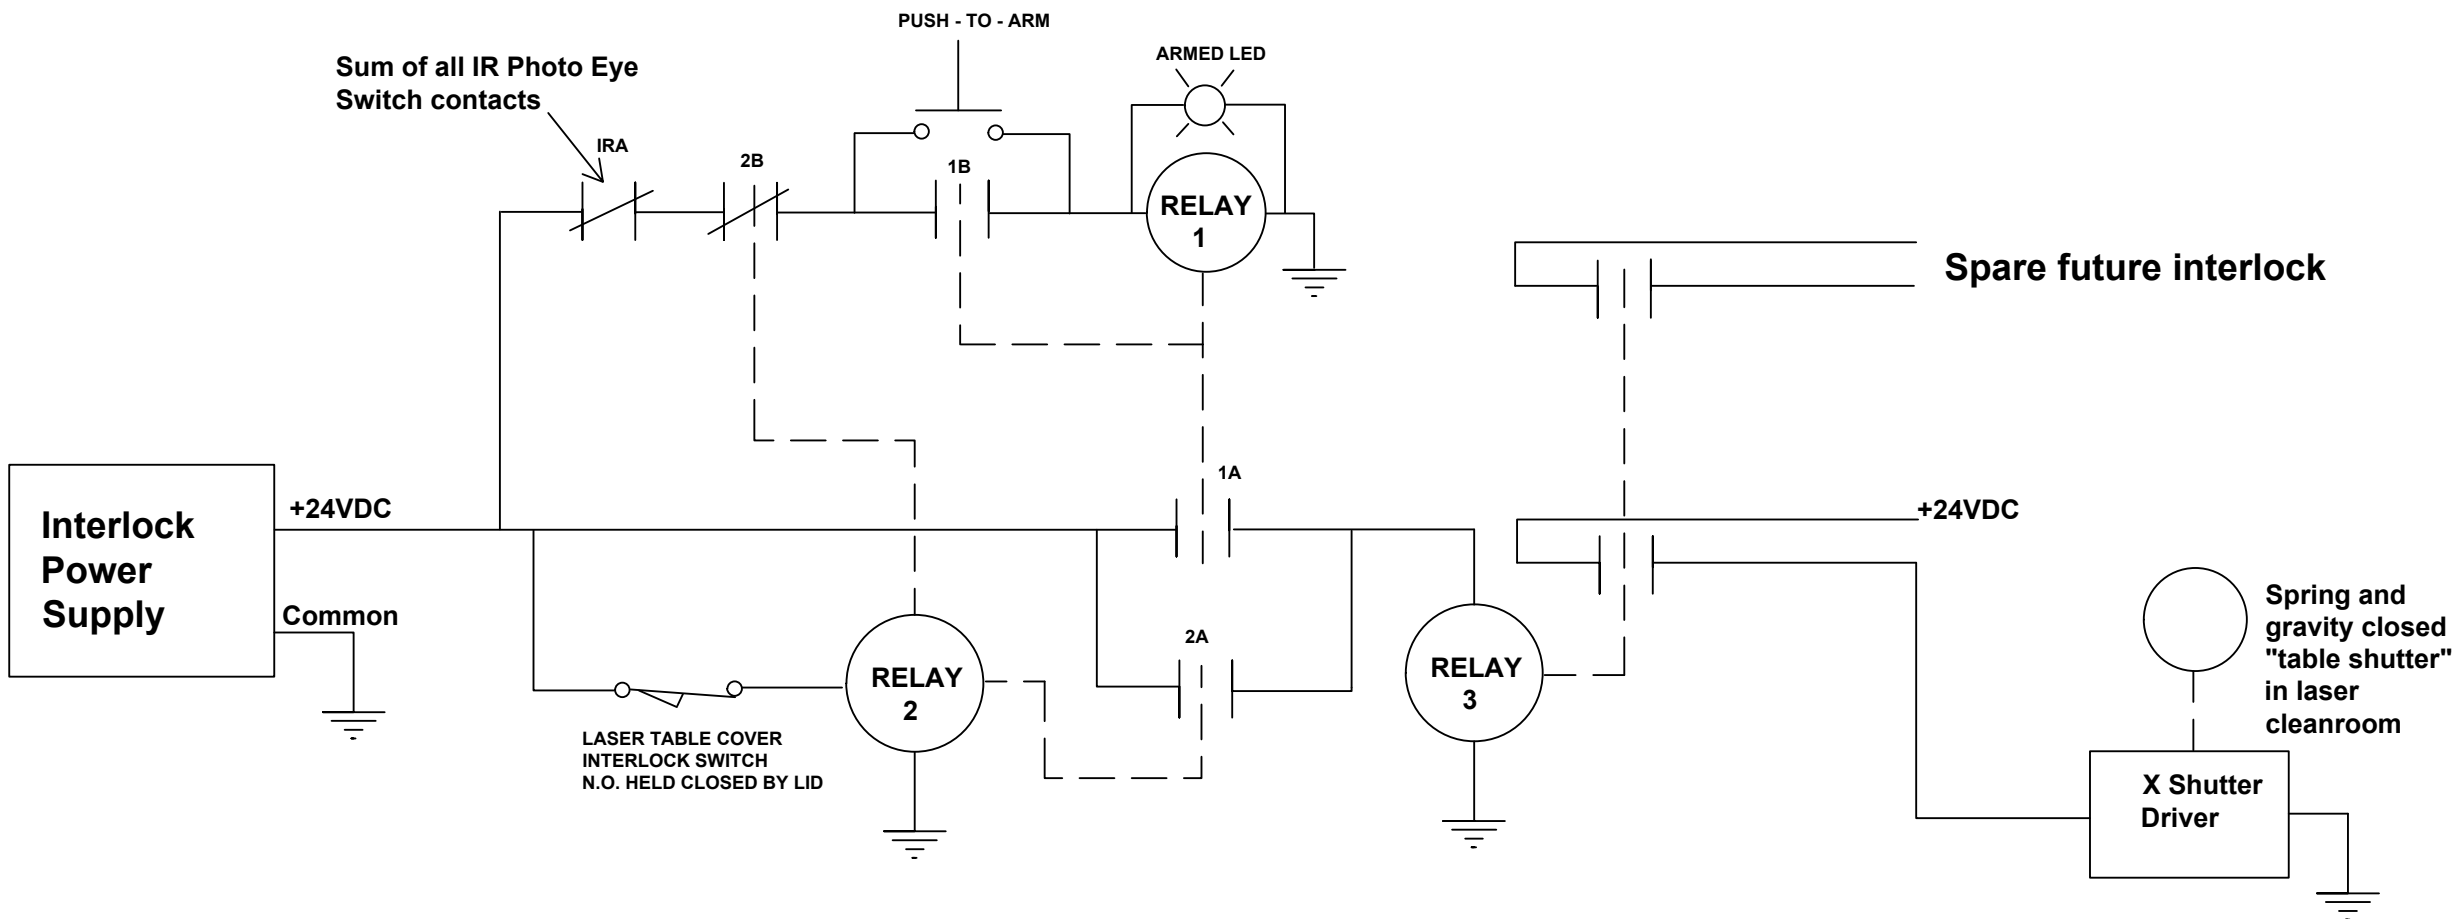 PUSH - TO - ARM
ARMED LED
Sum of all IR Photo Eye
Switch contacts
IRA
2B
1B
RELAY
1
Spare future interlock
1A
+24VDC
+24VDC
Interlock
Power
Supply
Common
2A
RELAY
2
RELAY
3
Spring and
gravity closed
"table shutter"
in laser
cleanroom
LASER TABLE COVER
INTERLOCK SWITCH
N.O. HELD CLOSED BY LID
X Shutter
Driver